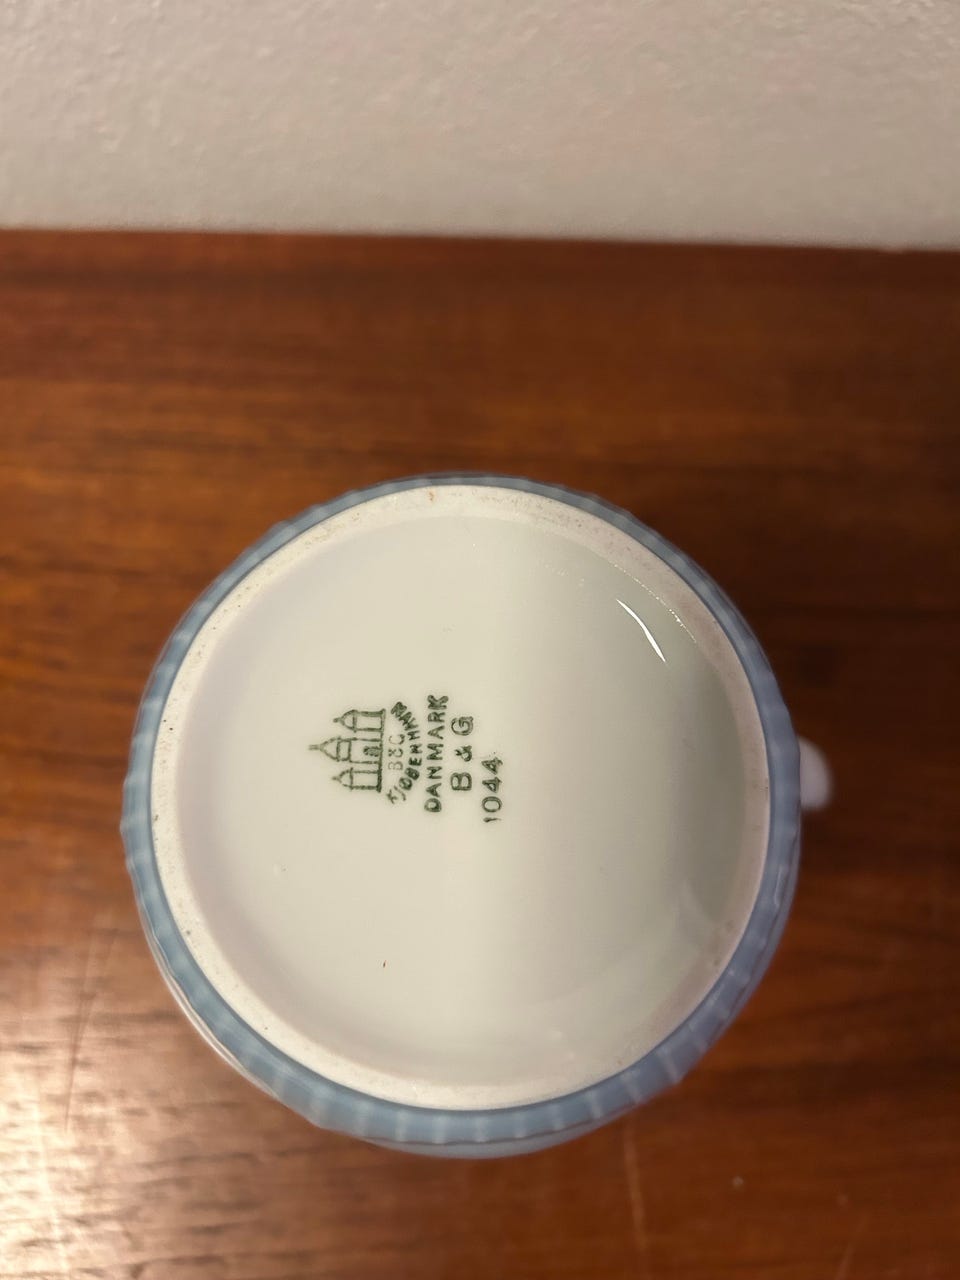 B&G
KJØBENHAVN
DANMARK
B & G
1044